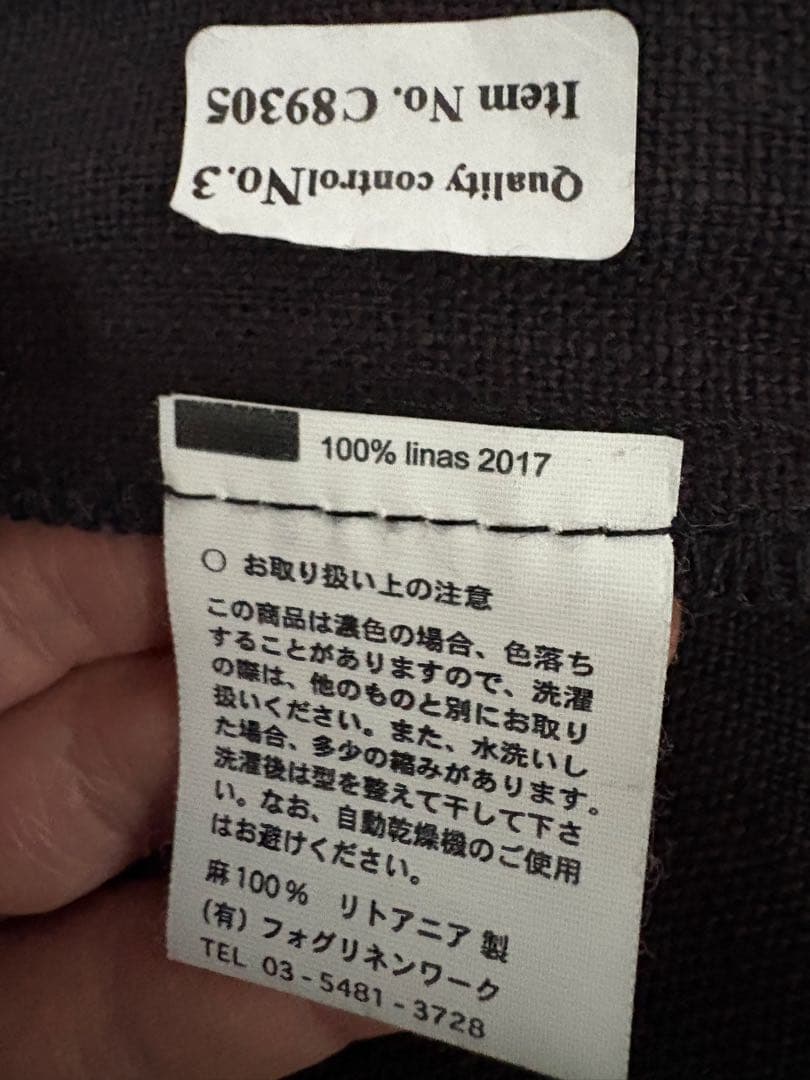 Quality controlNo.3
Item No. C89305
100% linas 2017
○ お取り扱い上の注意
この商品は濃色の場合、色落ち
することがありますので、洗濯
の際は、他のものと別にお取り
扱いください。また、水洗いし
た場合、多少の縮みがあります。
洗濯後は型を整えて干して下さ
い。なお、自動乾燥機のご使用
はお避けください。
麻100% リトアニア製
(有)フォグリネンワーク
TEL 03-5481-3728